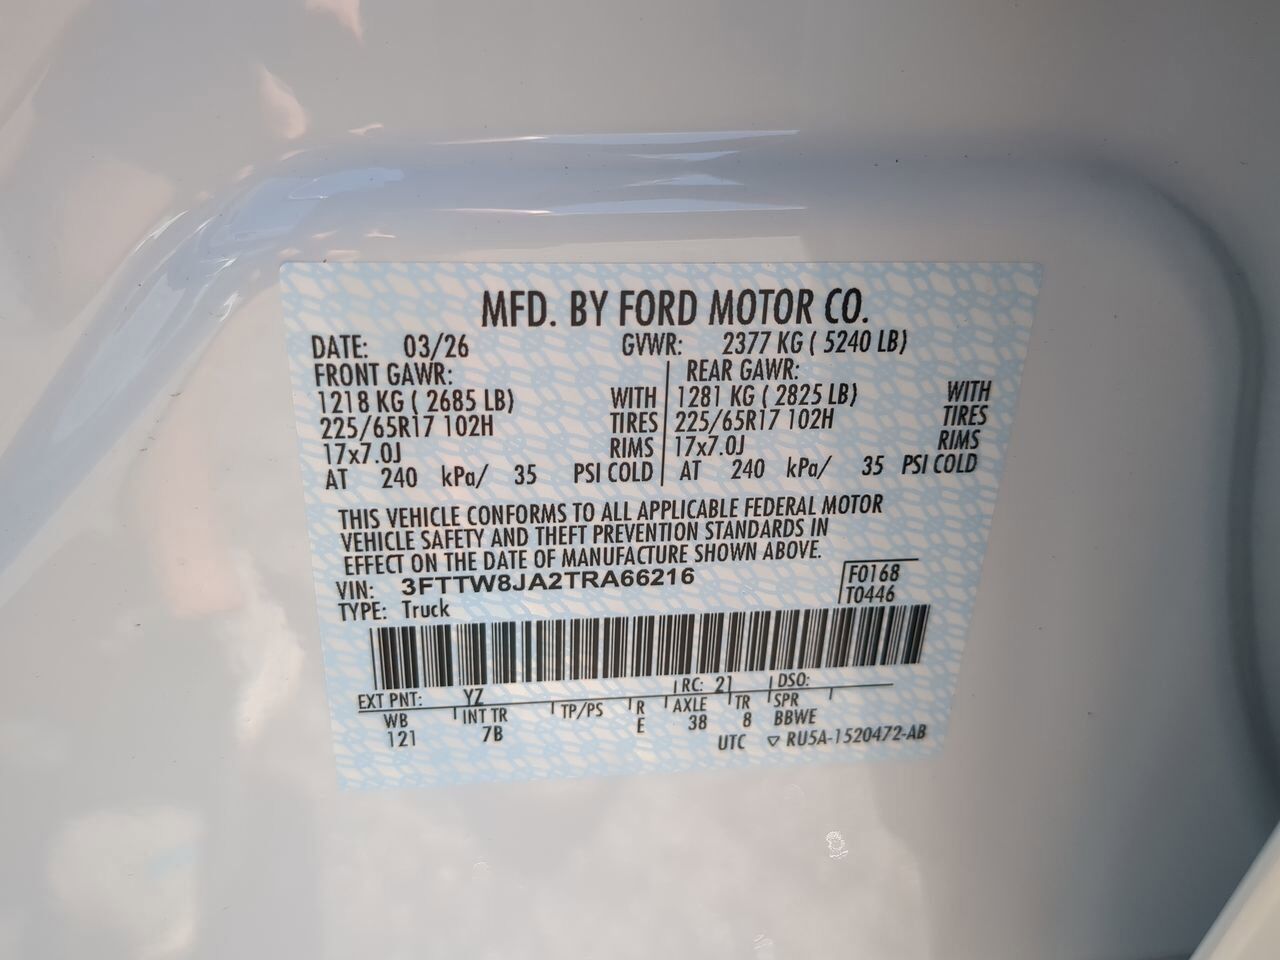 MFD. BY FORD MOTOR CO.
DATE: 03/26 GVWR: 2377 KG ( 5240 LB)
FRONT GAWR: REAR GAWR:
1218 KG ( 2685 LB) WITH 1281 KG ( 2825 LB) WITH
225/65R17 102H TIRES 225/65R17 102H TIRES
17x7.0J RIMS 17x7.0J RIMS
AT 240 kPa/ 35 PSI COLD AT 240 kPa/ 35 PSI COLD
THIS VEHICLE CONFORMS TO ALL APPLICABLE FEDERAL MOTOR
VEHICLE SAFETY AND THEFT PREVENTION STANDARDS IN
EFFECT ON THE DATE OF MANUFACTURE SHOWN ABOVE.
VIN: 3FTTW8JA2TRA66216 F0168
TYPE: Truck T0446
EXT PNT: YZ RC: 21 DSO:
WB INT TR TP/PS R AXLE TR SPR
121 7B E 38 8 BBWE
UTC ▽ RU5A-1520472-AB